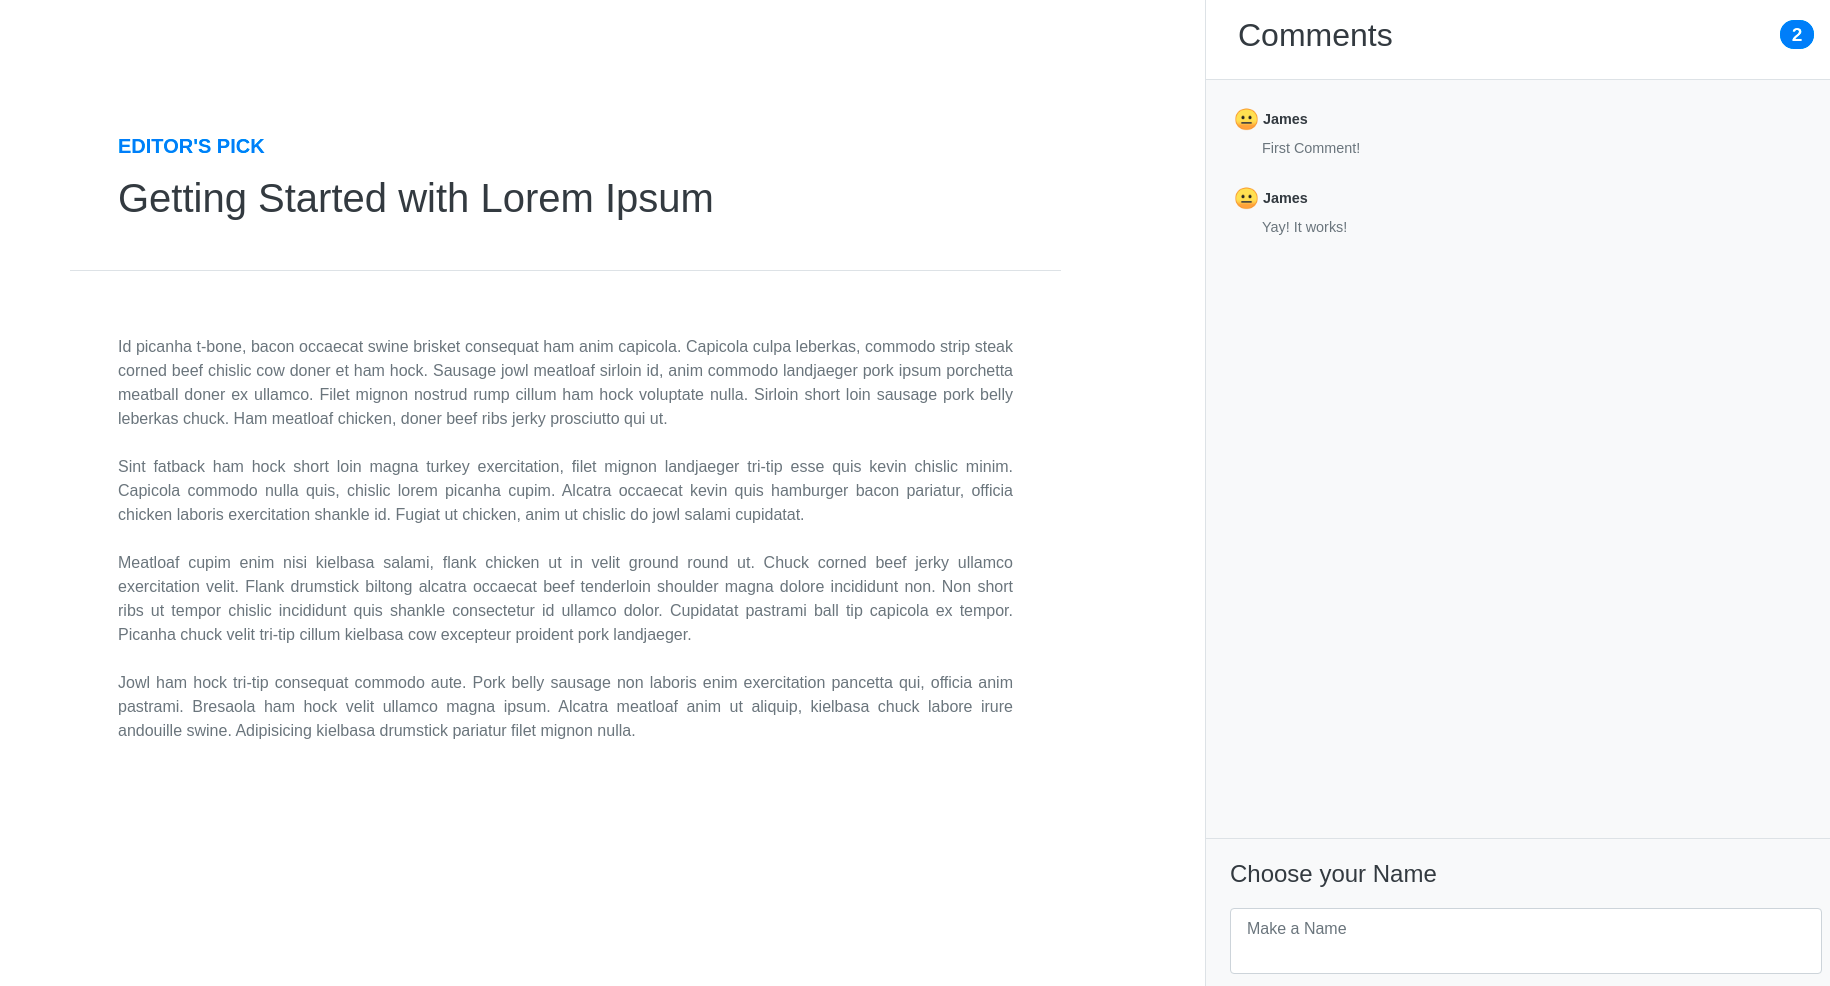 EDITOR'S PICK
Getting Started with Lorem Ipsum
Id picanha t-bone, bacon occaecat swine brisket consequat ham anim capicola. Capicola culpa leberkas, commodo strip steak
corned beef chislic cow doner et ham hock. Sausage jowl meatloaf sirloin id, anim commodo landjaeger pork ipsum porchetta
meatball doner ex ullamco. Filet mignon nostrud rump cillum ham hock voluptate nulla. Sirloin short loin sausage pork belly
leberkas chuck. Ham meatloaf chicken, doner beef ribs jerky prosciutto qui ut.
Sint fatback ham hock short loin magna turkey exercitation, filet mignon landjaeger tri-tip esse quis kevin chislic minim.
Capicola commodo nulla quis, chislic lorem picanha cupim. Alcatra occaecat kevin quis hamburger bacon pariatur, officia
chicken laboris exercitation shankle id. Fugiat ut chicken, anim ut chislic do jowl salami cupidatat.
Meatloaf cupim enim nisi kielbasa salami, flank chicken ut in velit ground round ut. Chuck corned beef jerky ullamco
exercitation velit. Flank drumstick biltong alcatra occaecat beef tenderloin shoulder magna dolore incididunt non. Non short
ribs ut tempor chislic incididunt quis shankle consectetur id ullamco dolor. Cupidatat pastrami ball tip capicola ex tempor.
Picanha chuck velit tri-tip cillum kielbasa cow excepteur proident pork landjaeger.
Jowl ham hock tri-tip consequat commodo aute. Pork belly sausage non laboris enim exercitation pancetta qui, officia anim
pastrami. Bresaola ham hock velit ullamco magna ipsum. Alcatra meatloaf anim ut aliquip, kielbasa chuck labore irure
andouille swine. Adipisicing kielbasa drumstick pariatur filet mignon nulla.
Comments 2
James
First Comment!
James
Yay! It works!
Choose your Name
Make a Name